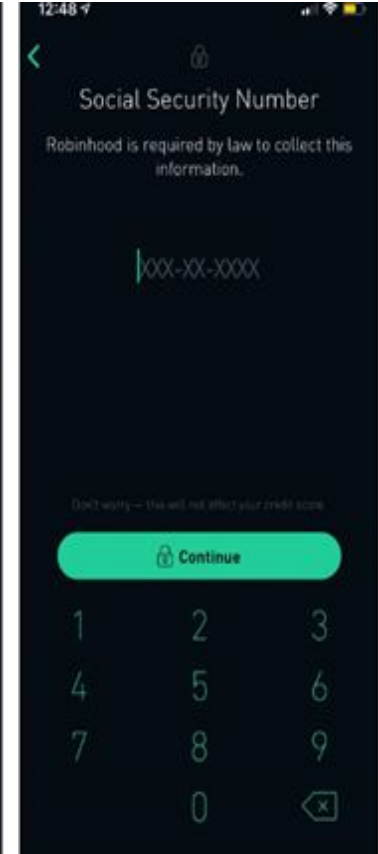 12:48
Social Security Number
Robinhood is required by law to collect this
information.
XXX-XX-XXXX
Don't worry — this will not affect your credit score.
Continue
1 2 3
4 5 6
7 8 9
0